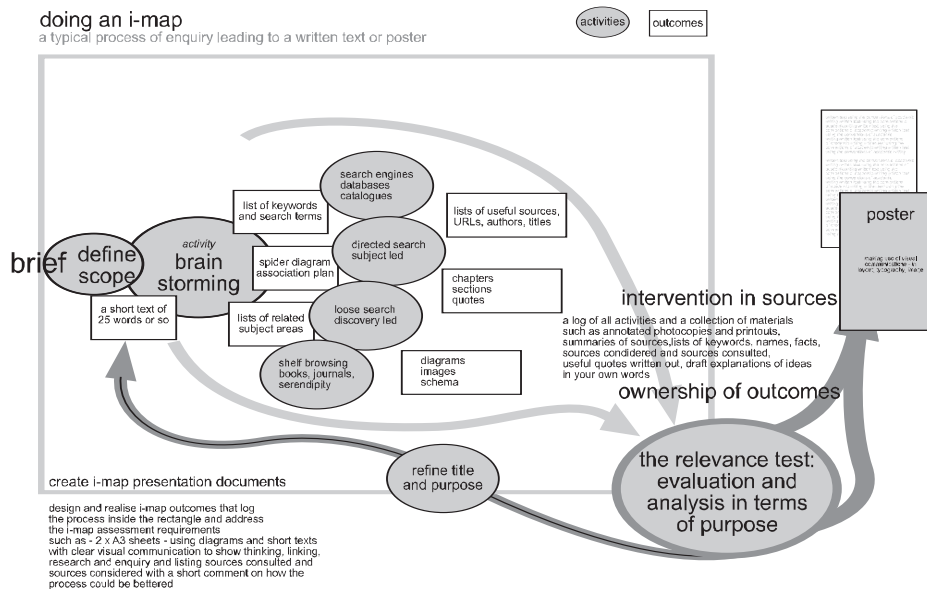 doing an i-map
a typical process of enquiry leading to a written text or poster
activities
outcomes
brief
define
scope
a short text of
25 words or so
activity
brain
storming
list of keywords
and search terms
spider diagram
association plan
lists of related
subject areas
search engines
databases
catalogues
directed search
subject led
loose search
discovery led
shelf browsing
books, journals,
serendipity
lists of useful sources,
URLs, authors, titles
chapters
sections
quotes
diagrams
images
schema
intervention in sources
a log of all activities and a collection of materials
such as annotated photocopies and printouts,
summaries of sources,lists of keywords. names, facts,
sources condidered and sources consulted,
useful quotes written out, draft explanations of ideas
in your own words
ownership of outcomes
poster
making use of visual
communications - in
layout, typography, image
the relevance test:
evaluation and
analysis in terms
of purpose
refine title
and purpose
create i-map presentation documents
design and realise i-map outcomes that log
the process inside the rectangle and address
the i-map assessment requirements
such as - 2 x A3 sheets - using diagrams and short texts
with clear visual communication to show thinking, linking,
research and enquiry and listing sources consulted and
sources considered with a short comment on how the
process could be bettered